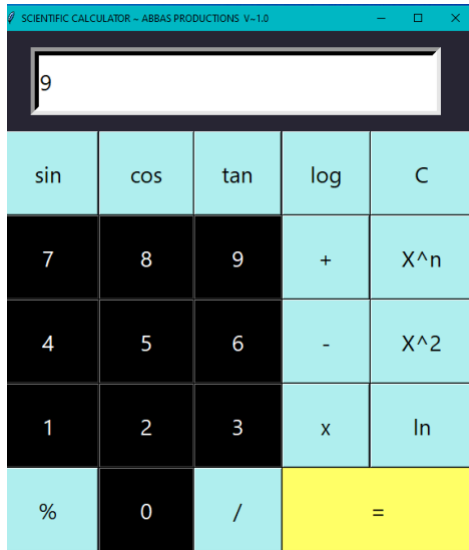 SCIENTIFIC CALCULATOR ~ ABBAS PRODUCTIONS V~1.0
9
sin cos tan log C
7 8 9 + X^n
4 5 6 - X^2
1 2 3 x ln
% 0 / =